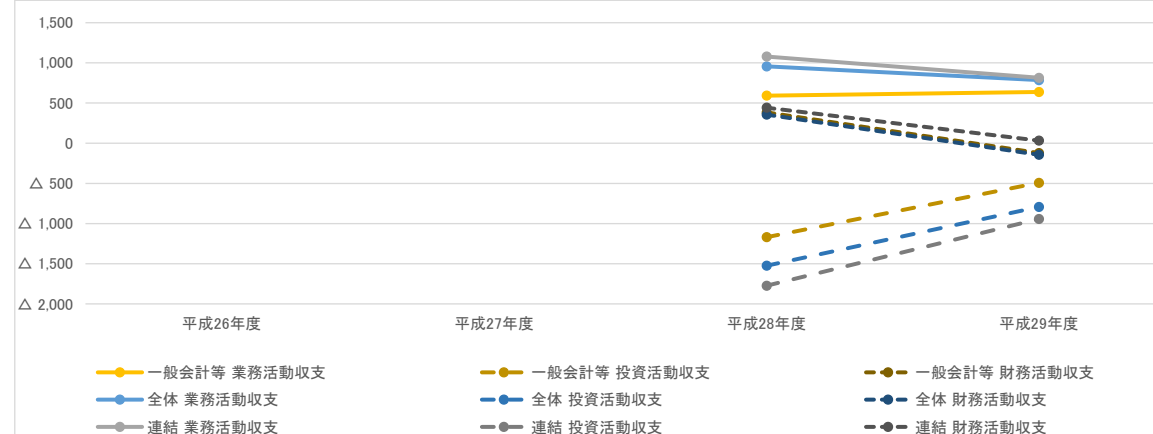 1,500
1,000
500
0
△ 500
△ 1,000
△ 1,500
△ 2,000
平成26年度 平成27年度 平成28年度 平成29年度
一般会計等 業務活動収支 一般会計等 投資活動収支 一般会計等 財務活動収支
全体 業務活動収支 全体 投資活動収支 全体 財務活動収支
連結 業務活動収支 連結 投資活動収支 連結 財務活動収支